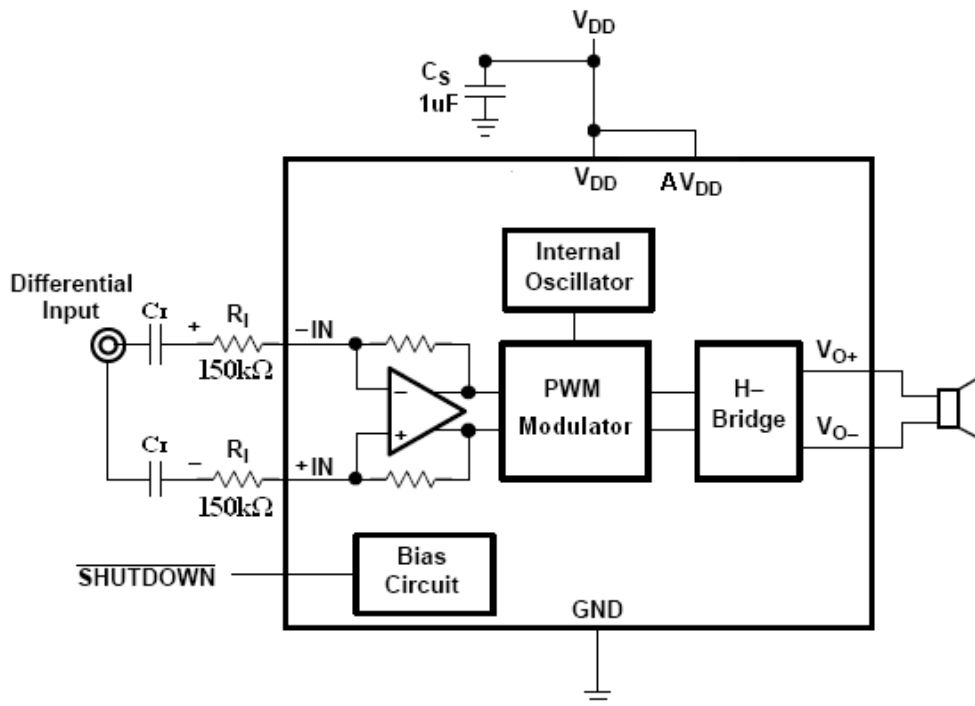 VDD
CS
1uF
VDD
AVDD
Internal
Oscillator
Differential
Input
CI
+
RI
150kΩ
−IN
−
PWM
Modulator
H−
Bridge
VO+
VO−
+
CI
−
RI
150kΩ
+IN
SHUTDOWN
Bias
Circuit
GND